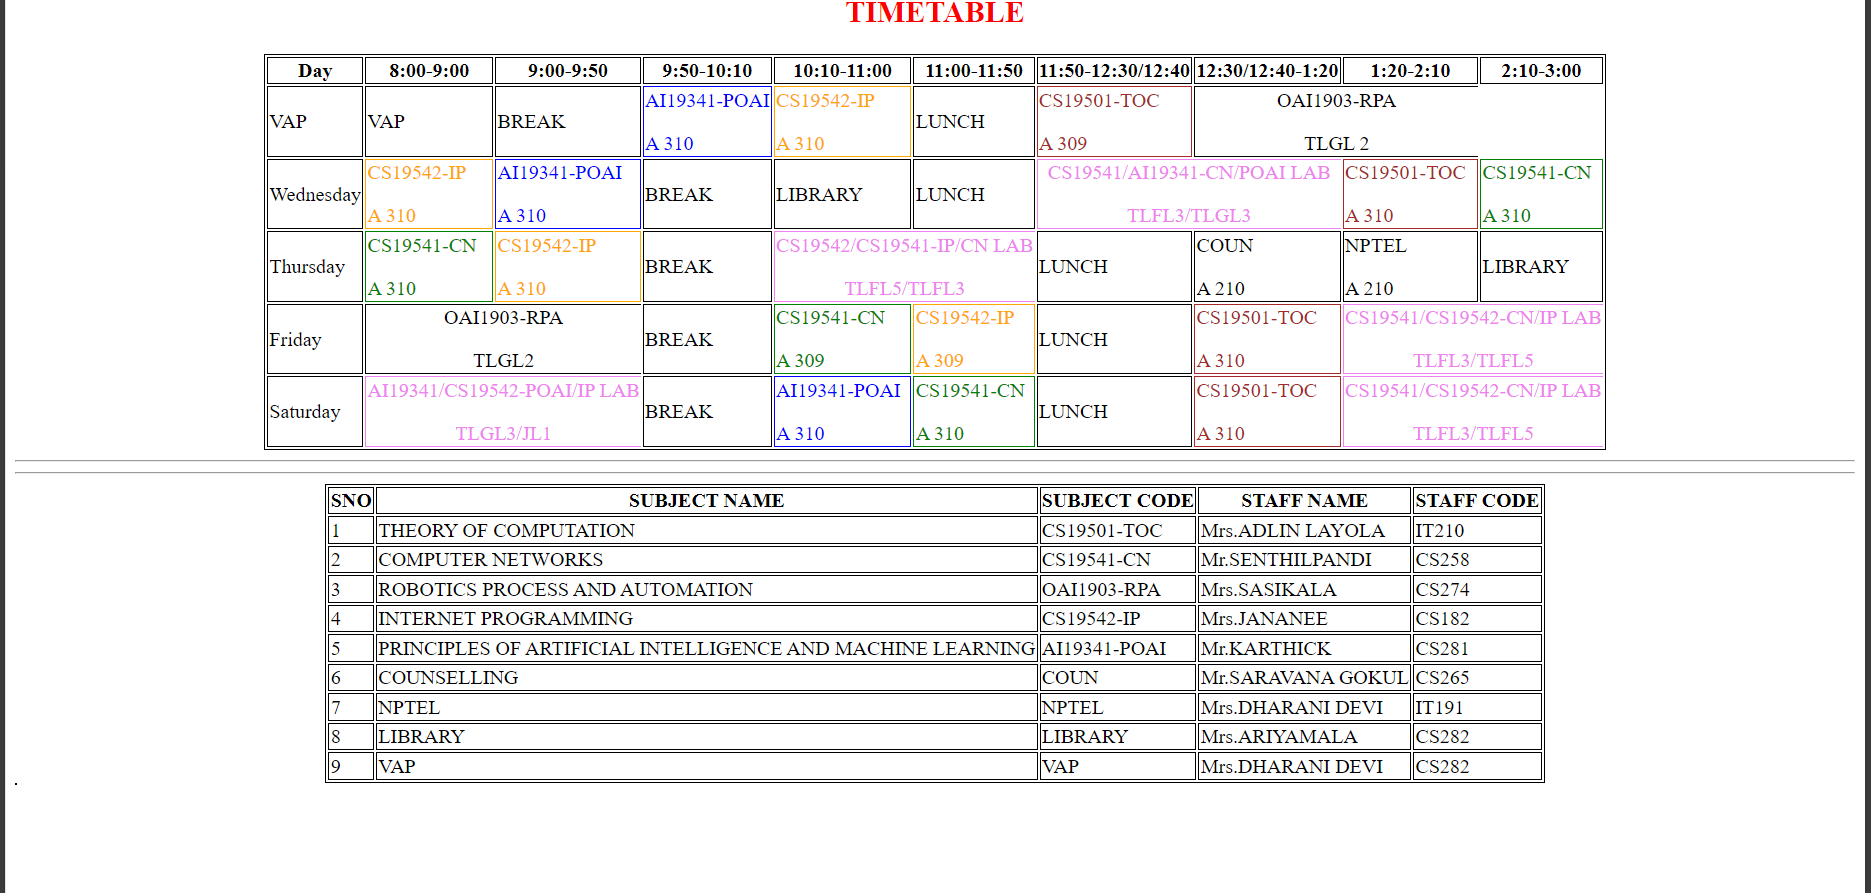 TIMETABLE
Day 8:00-9:00 9:00-9:50 9:50-10:10 10:10-11:00 11:00-11:50 11:50-12:30/12:40 12:30/12:40-1:20 1:20-2:10 2:10-3:00
VAP VAP BREAK AI19341-POAI CS19542-IP LUNCH CS19501-TOC OAI1903-RPA
A 310 A 310 A 309 TLGL 2
Wednesday CS19542-IP AI19341-POAI BREAK LIBRARY LUNCH CS19541/AI19341-CN/POAI LAB CS19501-TOC CS19541-CN
A 310 A 310 TLFL3/TLGL3 A 310 A 310
Thursday CS19541-CN CS19542-IP BREAK CS19542/CS19541-IP/CN LAB LUNCH COUN NPTEL LIBRARY
A 310 A 310 TLFL5/TLFL3 A 210 A 210
Friday OAI1903-RPA BREAK CS19541-CN CS19542-IP LUNCH CS19501-TOC CS19541/CS19542-CN/IP LAB
TLGL2 A 309 A 309 A 310 TLFL3/TLFL5
Saturday AI19341/CS19542-POAI/IP LAB BREAK AI19341-POAI CS19541-CN LUNCH CS19501-TOC CS19541/CS19542-CN/IP LAB
TLGL3/JL1 A 310 A 310 A 310 TLFL3/TLFL5
SNO SUBJECT NAME SUBJECT CODE STAFF NAME STAFF CODE
1 THEORY OF COMPUTATION CS19501-TOC Mrs.ADLIN LAYOLA IT210
2 COMPUTER NETWORKS CS19541-CN Mr.SENTHILPANDI CS258
3 ROBOTICS PROCESS AND AUTOMATION OAI1903-RPA Mrs.SASIKALA CS274
4 INTERNET PROGRAMMING CS19542-IP Mrs.JANANEE CS182
5 PRINCIPLES OF ARTIFICIAL INTELLIGENCE AND MACHINE LEARNING AI19341-POAI Mr.KARTHICK CS281
6 COUNSELLING COUN Mr.SARAVANA GOKUL CS265
7 NPTEL NPTEL Mrs.DHARANI DEVI IT191
8 LIBRARY LIBRARY Mrs.ARIYAMALA CS282
9 VAP VAP Mrs.DHARANI DEVI CS282
.